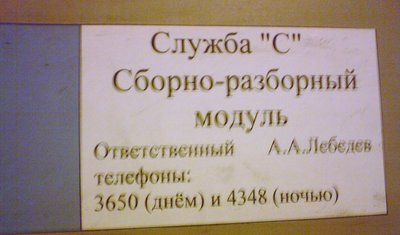 Служба "С"
Сборно-разборный
модуль
Ответственный А.А.Лебедев
телефоны:
3650 (днём) и 4348 (ночью)